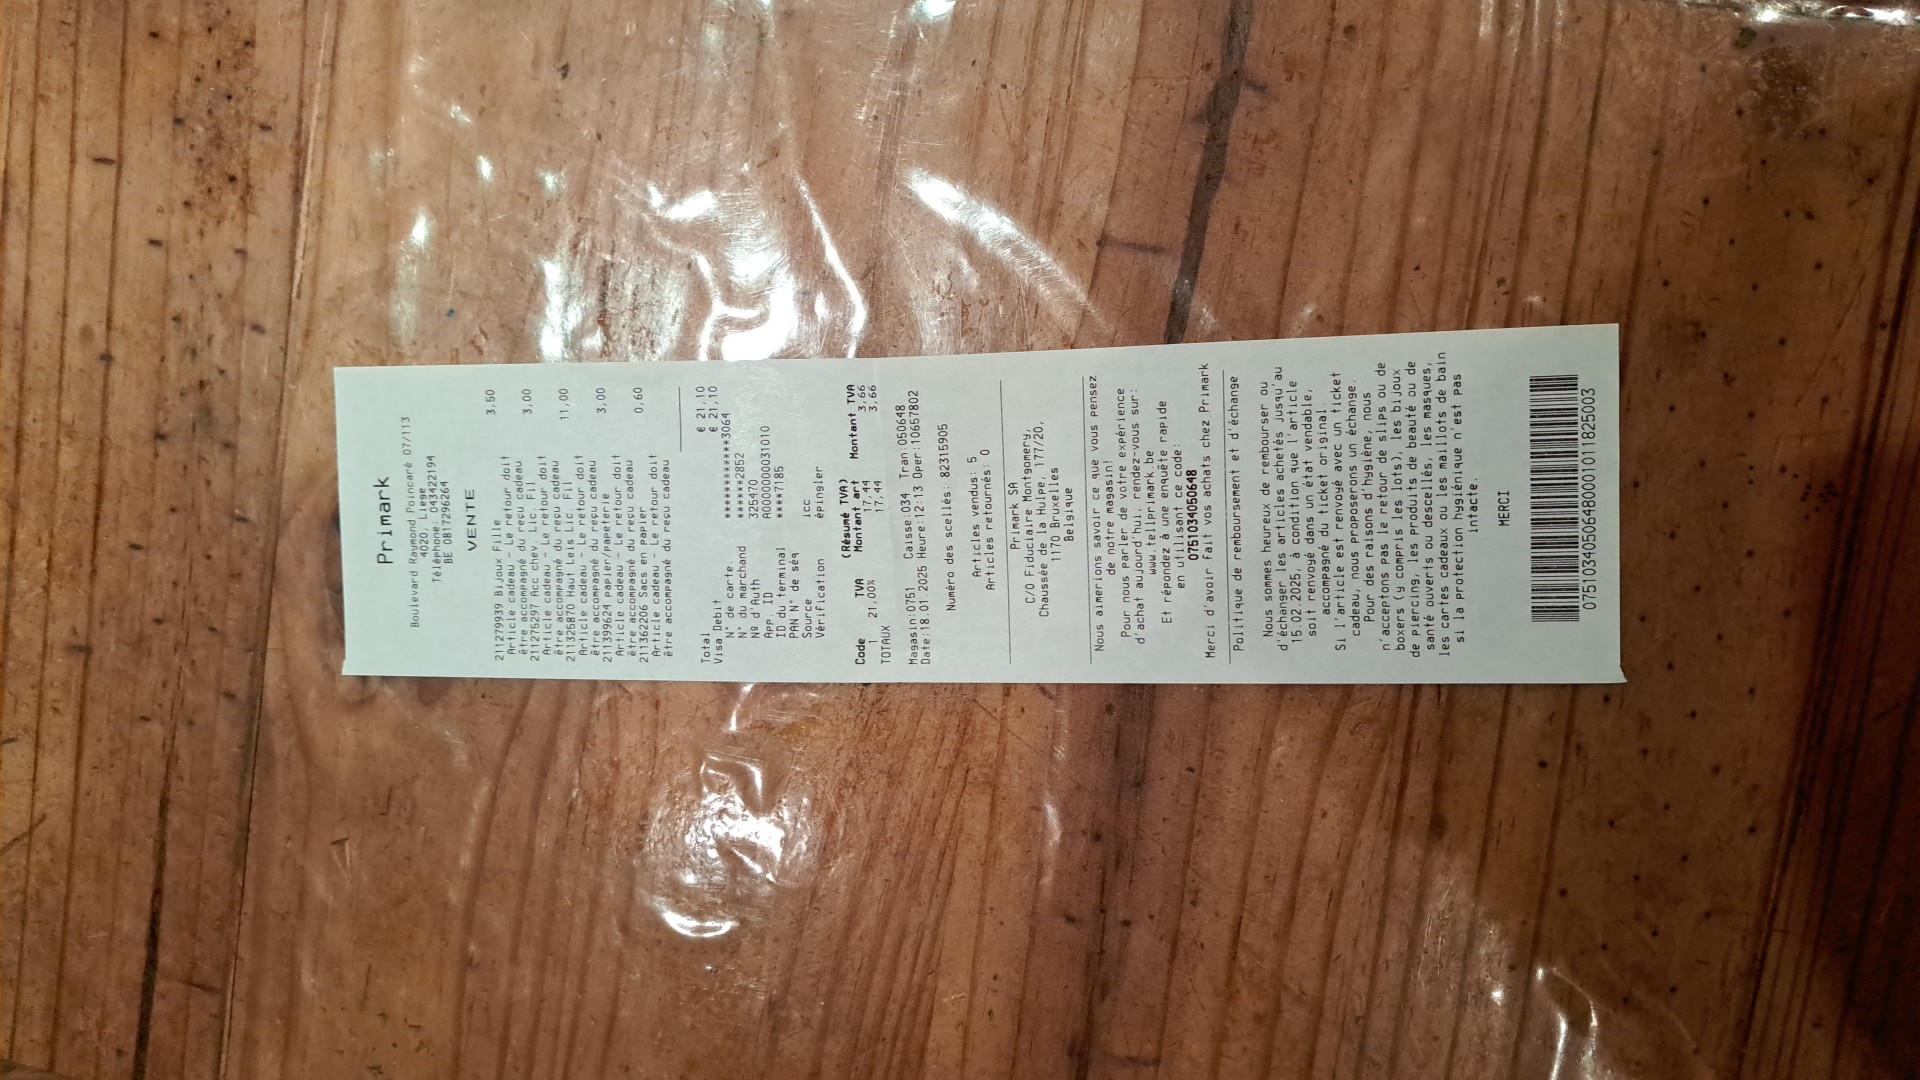 Primark
Boulevard Raymond Poincaré 07/113
4020, Liege
Téléphone: 043422194
BE 0817296264
VENTE
211279939 Bijoux Fille 3,50
Article cadeau - Le retour doit
être accompagné du reçu cadeau
211275297 Acc chev. Lic. Fil 3,00
Article cadeau - Le retour doit
être accompagné du reçu cadeau
211325870 Haut Luis Lic. Fil 11,00
Article cadeau - Le retour doit
être accompagné du reçu cadeau
211399624 papier/Papeterie 3,00
Article cadeau - Le retour doit
être accompagné du reçu cadeau
211362206 Sacs en papier 0,60
Article cadeau - Le retour doit
être accompagné du reçu cadeau
Total € 21,10
Visa Debit € 21,10
N° de carte. ************3064
N° du marchand ******2852
Nº d'Auth 325470
App. ID A0000000031010
ID du terminal ****7185
PAN N° de séq
Source icc
Vérification épingler
(Résumé TVA)
Code TVA Montant art Montant TVA
1 21,00% 17,44 3,66
TOTAUX 17,44 3,66
Magasin:0751 Caisse:034 Tran:050648
Date:18.01.2025 Heure:12:13 Oper:10657802
Numéro des scellés: 82315905
Articles vendus: 5
Articles retournés: 0
Primark SA
C/O Fiduciaire Montgomery,
Chaussée de la Hulpe, 177/20,
1170 Bruxelles
Belgique
Nous aimerions savoir ce que vous pensez
de notre magasin!
Pour nous parler de votre expérience
d'achat aujourd'hui, rendez-vous sur:
www.tellprimark.be
Et répondez à une enquête rapide
en utilisant ce code:
0751034050648
Merci d'avoir fait vos achats chez Primark
Politique de remboursement et d'échange
Nous sommes heureux de rembourser ou
d'échanger les articles achetés jusqu'au
15.02.2025, à condition que l'article
soit renvoyé dans un état vendable,
accompagné du ticket original.
Si l'article est renvoyé avec un ticket
cadeau, nous proposerons un échange.
Pour des raisons d'hygiène, nous
n'acceptons pas le retour de slips ou de
boxers (y compris les lots), les bijoux
de piercing, les produits de beauté ou de
santé ouverts ou descellés, les masques,
les cartes cadeaux ou les maillots de bain
si la protection hygiénique n'est pas
intacte.
MERCI